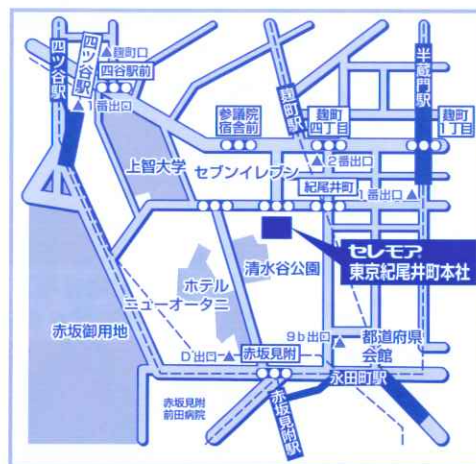 四ツ谷駅
四ツ谷駅
麹町口
四谷駅前
1番出口
半蔵門駅
麹町駅
参議院
宿舎前
麹町
四丁目
麹町
1丁目
上智大学
セブンイレブン
2番出口
紀尾井町
1番出口
セレモア
東京紀尾井町本社
清水谷公園
ホテル
ニューオータニ
赤坂御用地
9b出口
都道府県
会館
D出口
赤坂見附
永田町駅
赤坂見附
前田病院
赤坂見附駅